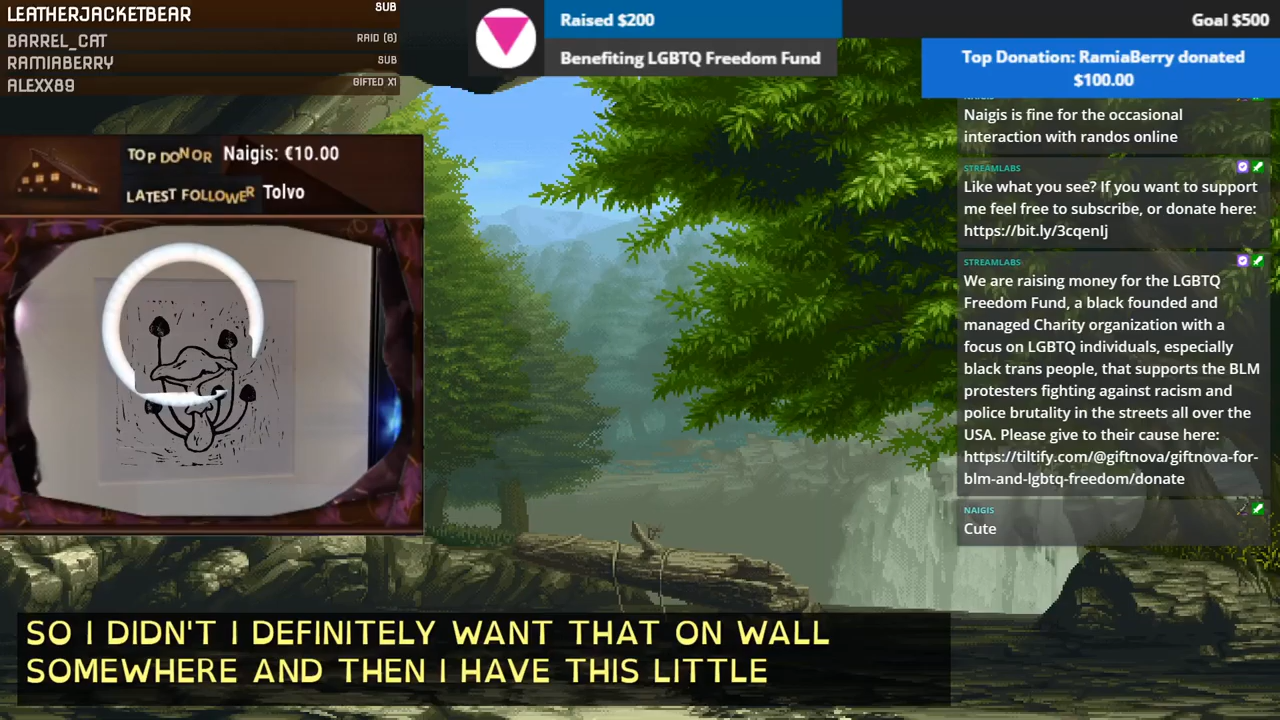 LEATHERJACKETBEAR SUB
BARREL_CAT RAID (6)
RAMIABERRY SUB
ALEXX89 GIFTED X1
Raised $200
Goal $500
Benefiting LGBTQ Freedom Fund
Top Donation: RamiaBerry donated
$100.00
TOP DONOR Naigis: €10.00
LATEST FOLLOWER Tolvo
NAIGIS
Naigis is fine for the occasional
interaction with randos online
STREAMLABS
Like what you see? If you want to support
me feel free to subscribe, or donate here:
https://bit.ly/3cqenIj
STREAMLABS
We are raising money for the LGBTQ
Freedom Fund, a black founded and
managed Charity organization with a
focus on LGBTQ individuals, especially
black trans people, that supports the BLM
protesters fighting against racism and
police brutality in the streets all over the
USA. Please give to their cause here:
https://tiltify.com/@giftnova/giftnova-for-
blm-and-lgbtq-freedom/donate
NAIGIS
Cute
SO I DIDN'T I DEFINITELY WANT THAT ON WALL
SOMEWHERE AND THEN I HAVE THIS LITTLE